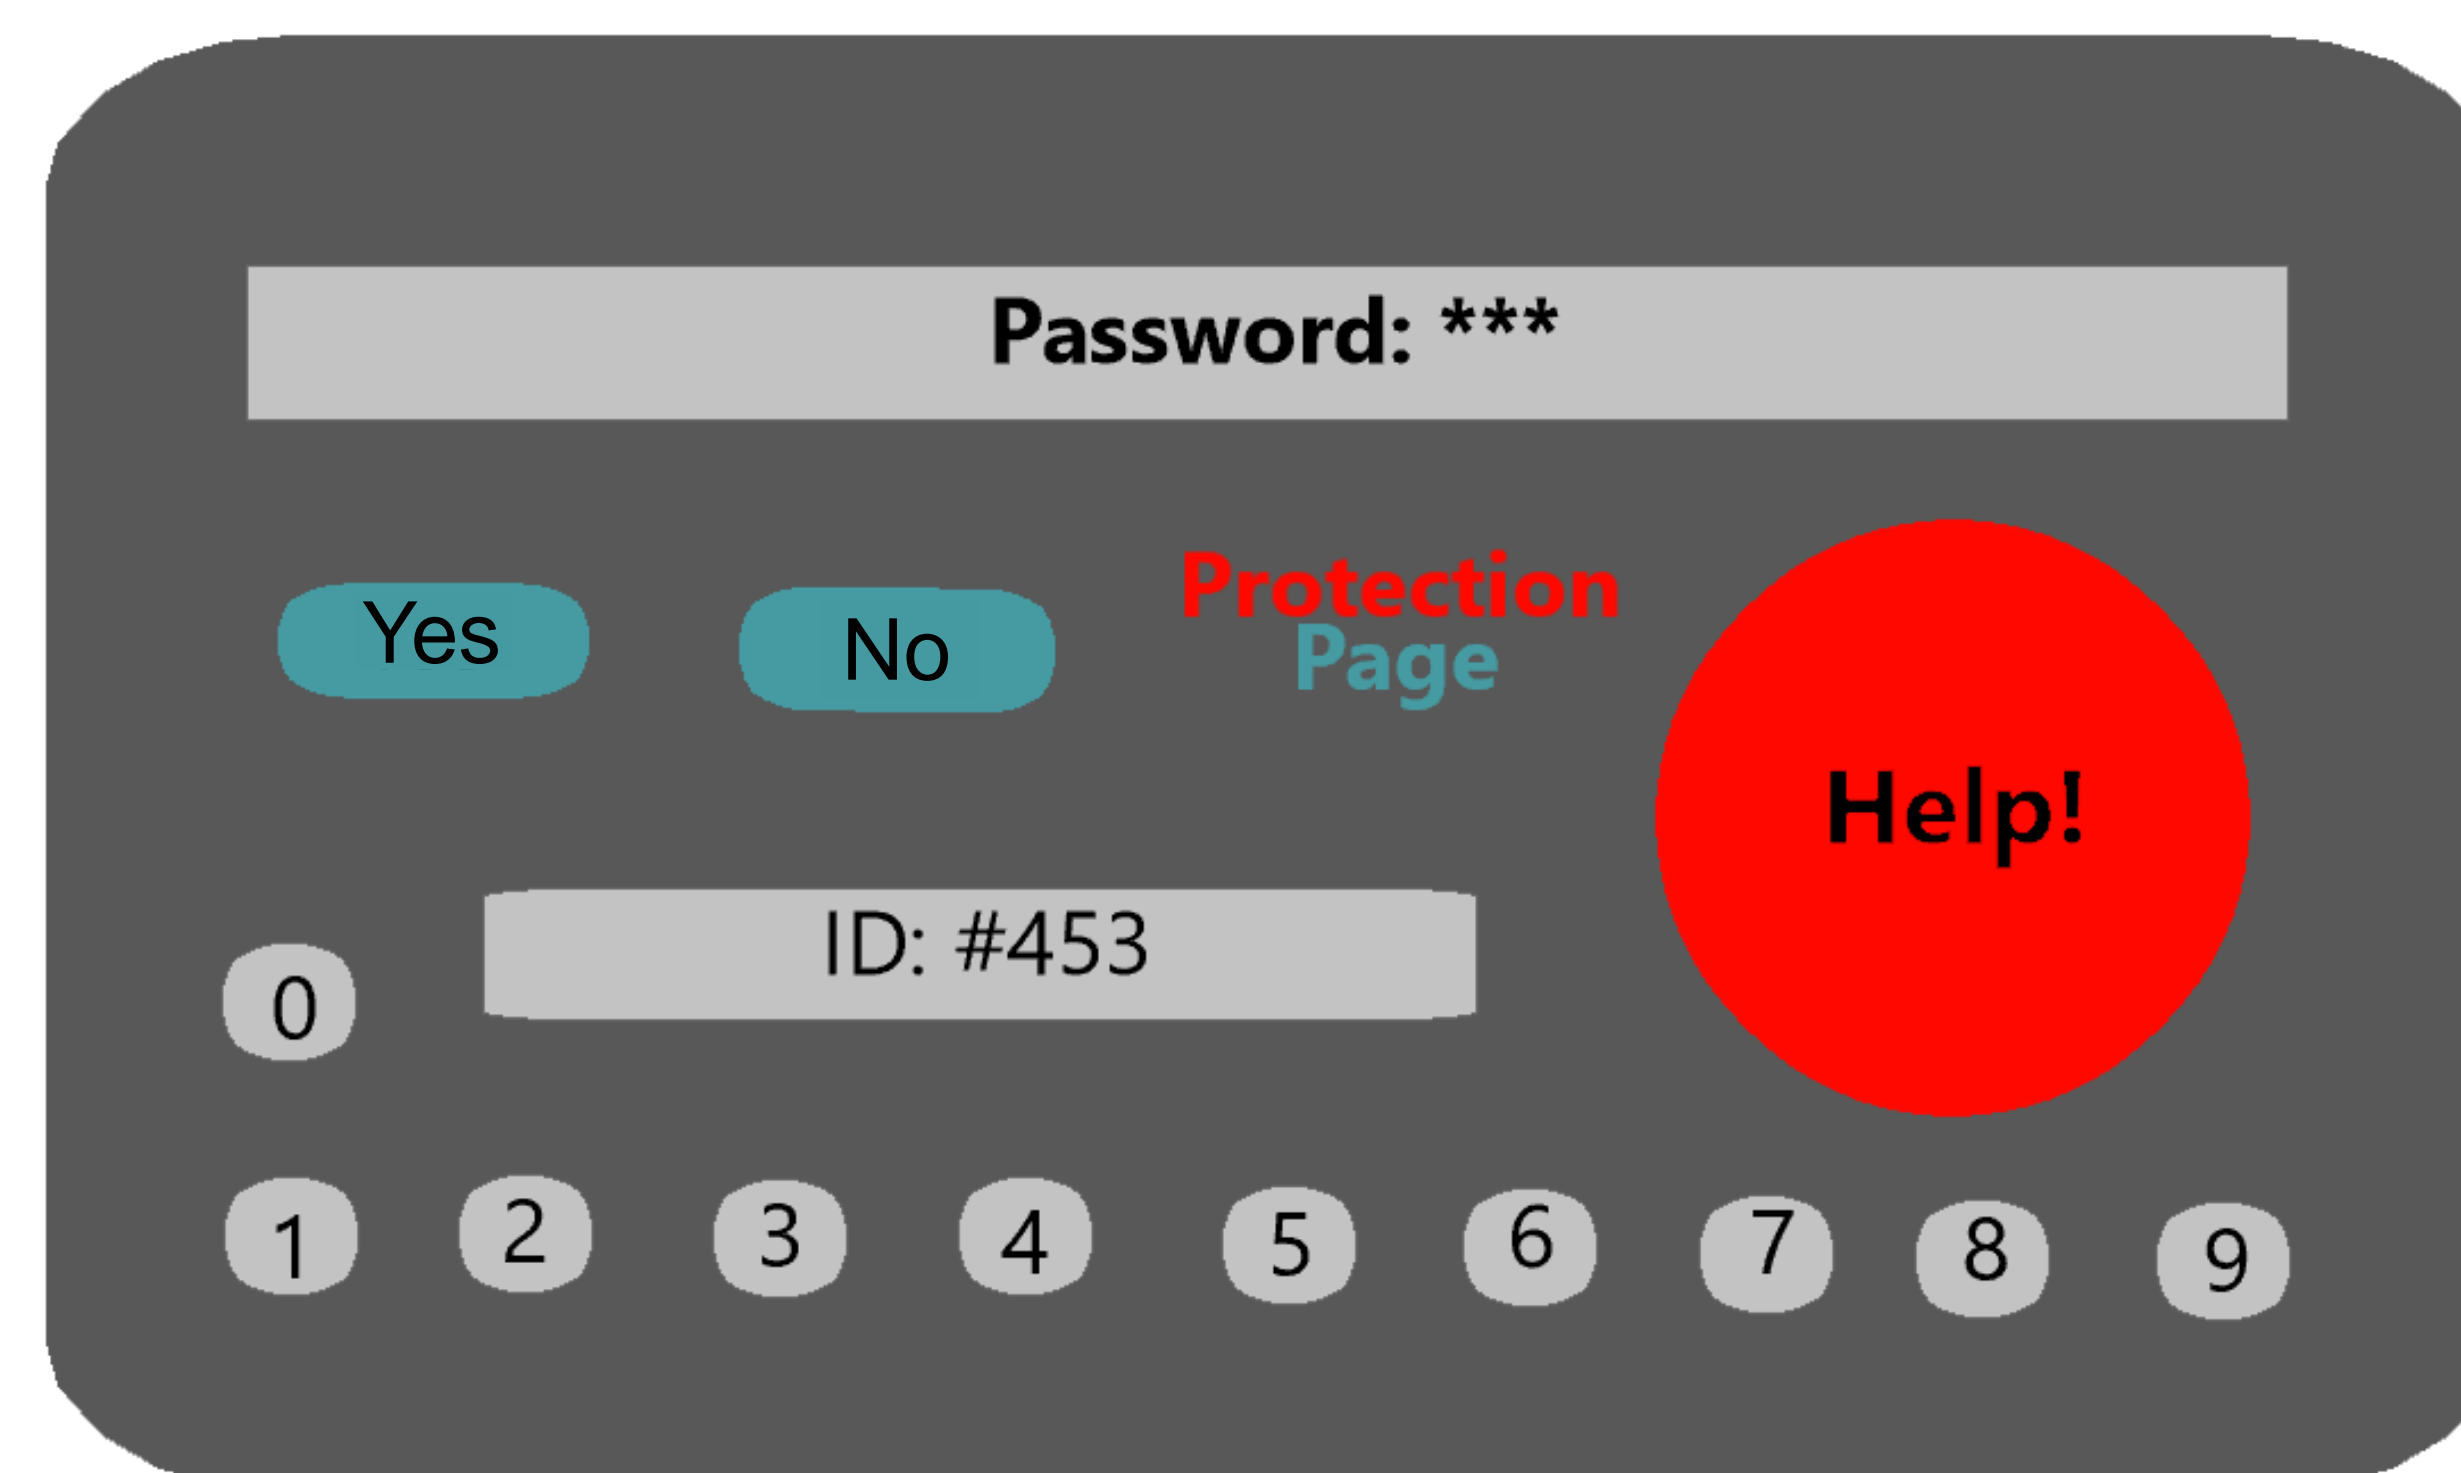 Password: ***
Yes
No
Protection
Page
Help!
ID: #453
0
1 2 3 4 5 6 7 8 9